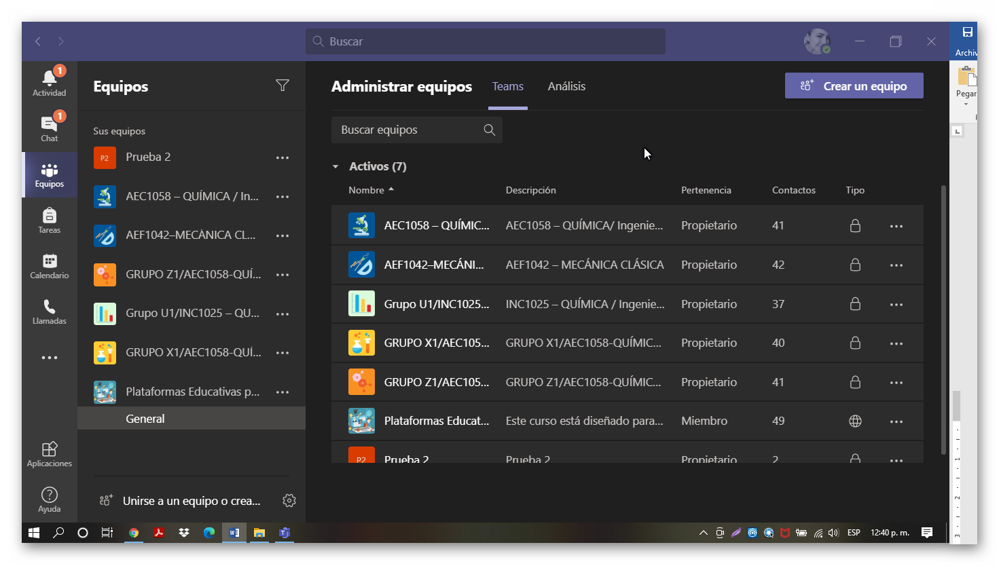 Buscar
Archiv
Pegar
1
Actividad
1
Chat
Equipos
Tareas
Calendario
Llamadas
Aplicaciones
Ayuda
Equipos
Sus equipos
P2 Prueba 2
AEC1058 – QUÍMICA / In...
AEF1042–MECÁNICA CL...
GRUPO Z1/AEC1058-QUÍ...
Grupo U1/INC1025 – QU...
GRUPO X1/AEC1058-QUÍ...
Plataformas Educativas p...
General
Unirse a un equipo o crea...
Administrar equipos Teams Análisis Crear un equipo
Buscar equipos
Activos (7)
Nombre Descripción Pertenencia Contactos Tipo
AEC1058 – QUÍMIC... AEC1058 – QUÍMICA/ Ingenie... Propietario 41
AEF1042–MECÁNI... AEF1042 – MECÁNICA CLÁSICA Propietario 42
Grupo U1/INC1025... INC1025 – QUÍMICA / Ingenie... Propietario 37
GRUPO X1/AEC105... GRUPO X1/AEC1058-QUÍMIC... Propietario 40
GRUPO Z1/AEC105... GRUPO Z1/AEC1058-QUÍMIC... Propietario 41
Plataformas Educat... Este curso está diseñado para... Miembro 49
P2 Prueba 2 Prueba 2 Propietario 2
1
2
3
ESP 12:40 p. m.